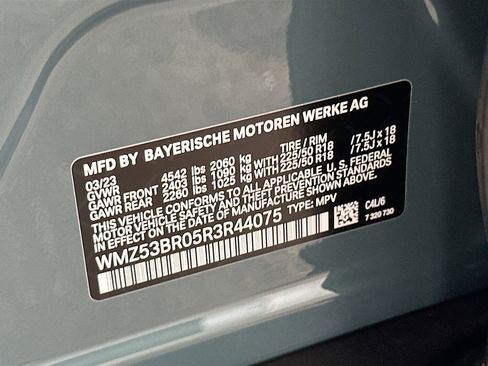 MFD BY BAYERISCHE MOTOREN WERKE AG
03/23 4542 lbs 2060 kg TIRE / RIM
GVWR
GAWR FRONT 2403 lbs 1090 kg WITH 225/50 R18 /7.5J x 18
GAWR REAR 2260 lbs 1025 kg WITH 225/50 R18 /7.5J x 18
THIS VEHICLE CONFORMS TO ALL APPLICABLE U. S. FEDERAL
MOTOR VEHICLE SAFETY AND THEFT PREVENTION STANDARDS
IN EFFECT ON THE DATE OF MANUFACTURE SHOWN ABOVE.
WMZ53BR05R3R44075 TYPE: MPV C4L/6
7 320 730